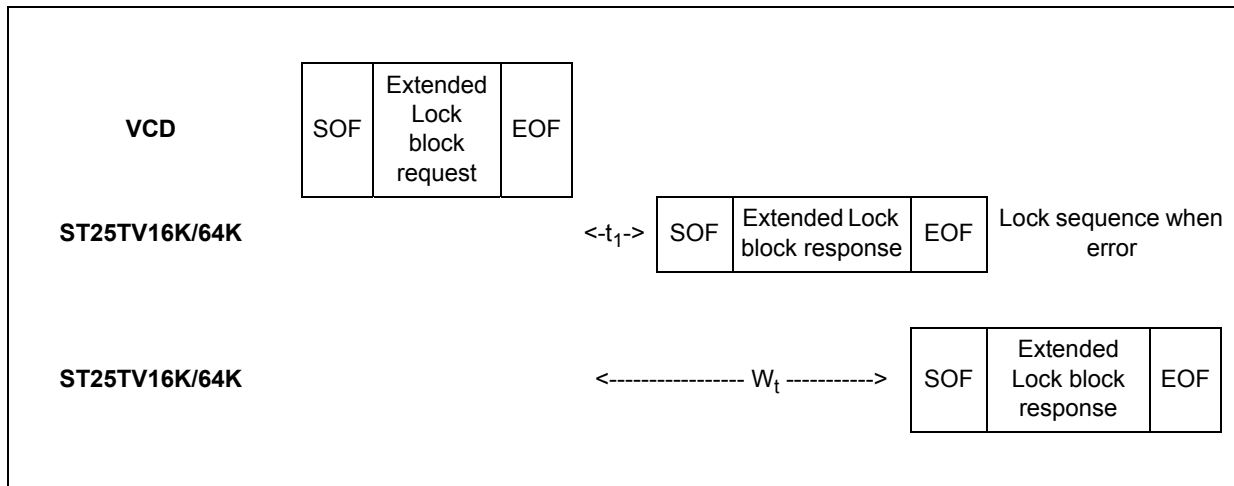 VCD
SOF
Extended
Lock
block
request
EOF
ST25TV16K/64K
<-t1->
SOF
Extended Lock
block response
EOF
Lock sequence when
error
ST25TV16K/64K
<----------------- Wt ----------->
SOF
Extended
Lock block
response
EOF